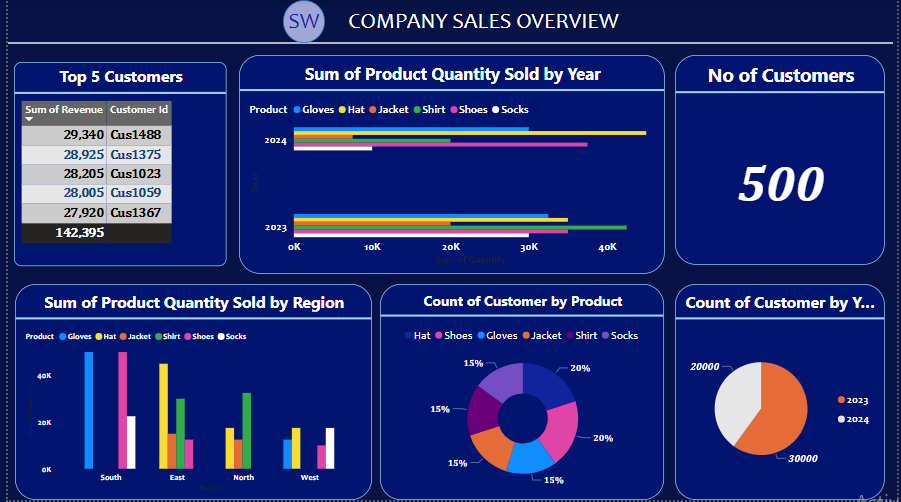 SW COMPANY SALES OVERVIEW
Top 5 Customers
Sum of Revenue Customer Id
29,340 Cus1488
28,925 Cus1375
28,205 Cus1023
28,005 Cus1059
27,920 Cus1367
142,395
Sum of Product Quantity Sold by Year
Product Gloves Hat Jacket Shirt Shoes Socks
2024
Year
2023
0K 10K 20K 30K 40K
Sum of Quantity
No of Customers
500
Sum of Product Quantity Sold by Region
Product Gloves Hat Jacket Shirt Shoes Socks
40K
20K
0K
South East North West
Count of Customer by Product
Hat Shoes Gloves Jacket Shirt Socks
15% 20%
15% 20%
15% 15%
Count of Customer by Y...
20000
2023
2024
30000